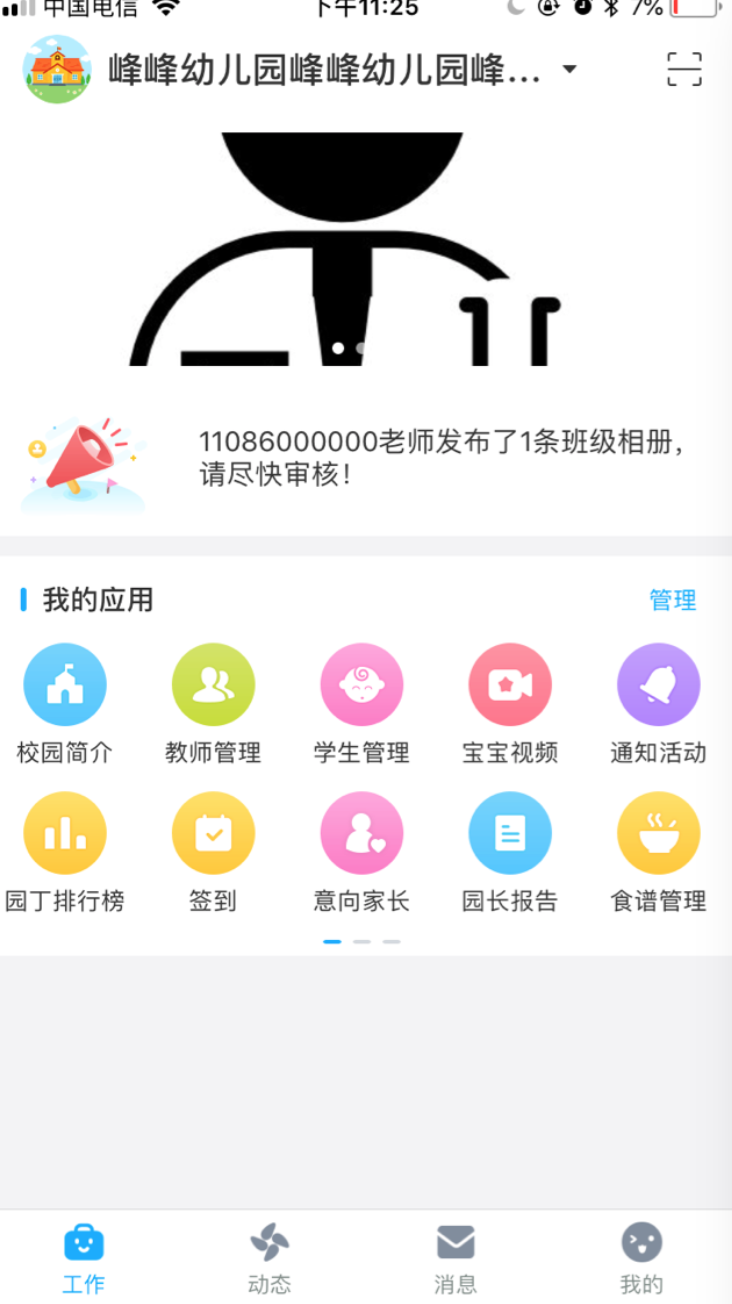 中国电信 下午11:25 7%
峰峰幼儿园峰峰幼儿园峰...
11086000000老师发布了1条班级相册,
请尽快审核!
我的应用 管理
校园简介 教师管理 学生管理 宝宝视频 通知活动
园丁排行榜 签到 意向家长 园长报告 食谱管理
工作 动态 消息 我的